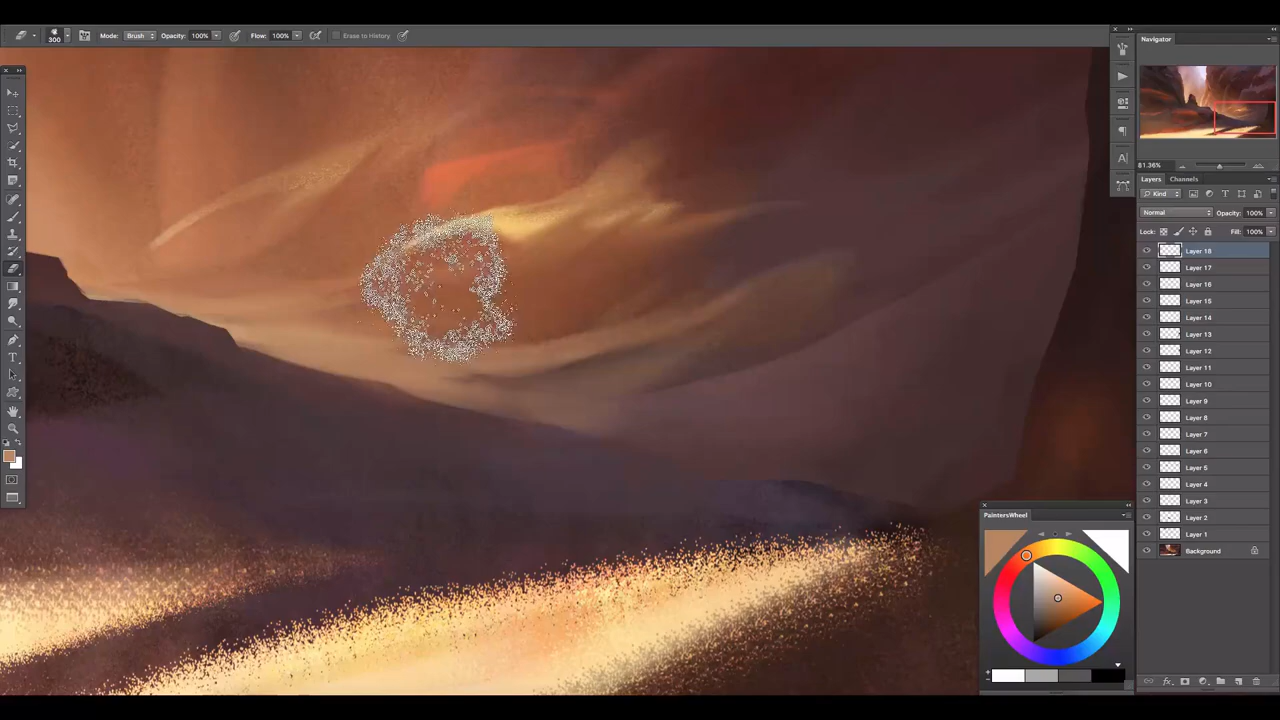 300 Mode: Brush Opacity: 100% Flow: 100% Erase to History
Navigator
81.36%
Layers Channels
Kind
Normal Opacity: 100%
Lock: Fill: 100%
Layer 18
Layer 17
Layer 16
Layer 15
Layer 14
Layer 13
Layer 12
Layer 11
Layer 10
Layer 9
Layer 8
Layer 7
Layer 6
Layer 5
Layer 4
Layer 3
Layer 2
Layer 1
Background
PaintersWheel